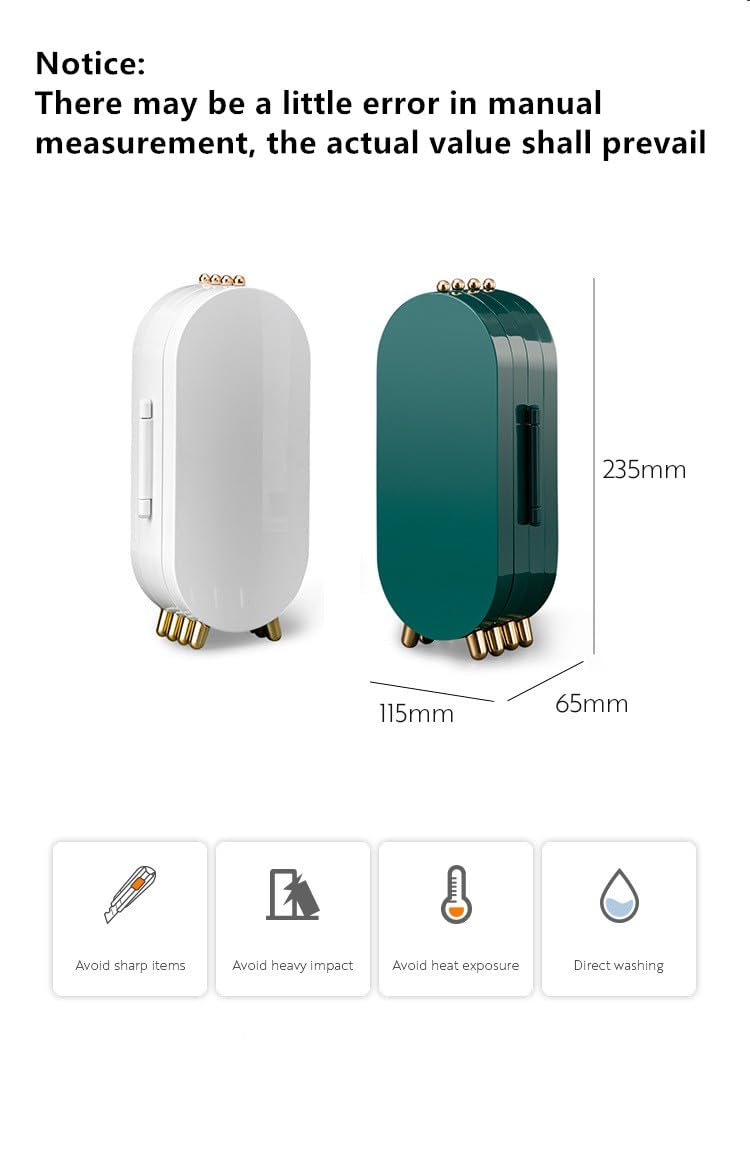 Notice:
There may be a little error in manual
measurement, the actual value shall prevail
235mm
115mm
65mm
Avoid sharp items
Avoid heavy impact
Avoid heat exposure
Direct washing